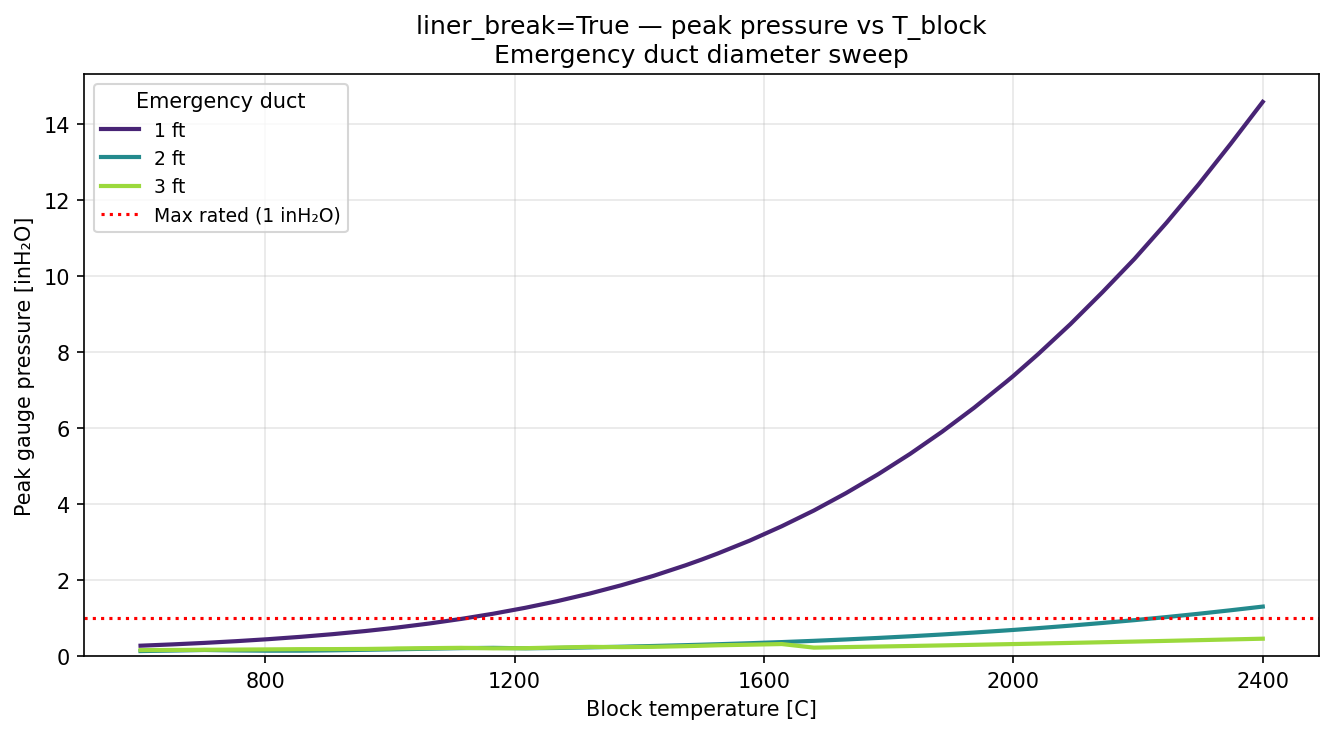 liner_break=True — peak pressure vs T_block
Emergency duct diameter sweep
Emergency duct
1 ft
2 ft
3 ft
Max rated (1 inH₂O)
Peak gauge pressure [inH₂O]
14
12
10
8
6
4
2
0
800
1200
1600
2000
2400
Block temperature [C]